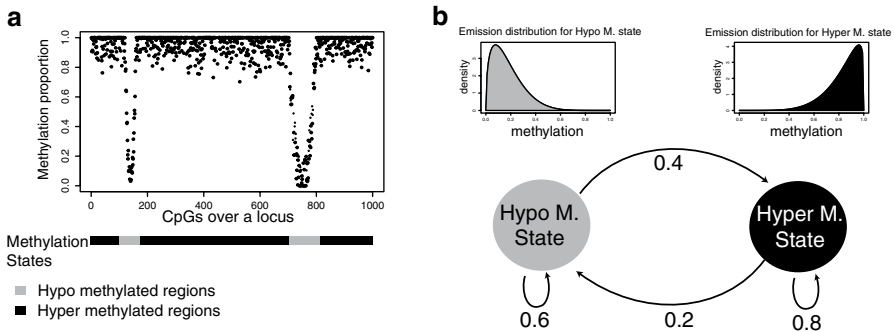 a
Methylation proportion
1.0
0.8
0.6
0.4
0.2
0.0
0 200 400 600 800 1000
CpGs over a locus
Methylation
States
Hypo methylated regions
Hyper methylated regions
b
Emission distribution for Hypo M. state
density
0.0 0.2 0.4 0.6 0.8 1.0
methylation
Emission distribution for Hyper M. state
density
0.0 0.2 0.4 0.6 0.8 1.0
methylation
0.4
Hypo M.
State
Hyper M.
State
0.6
0.2
0.8